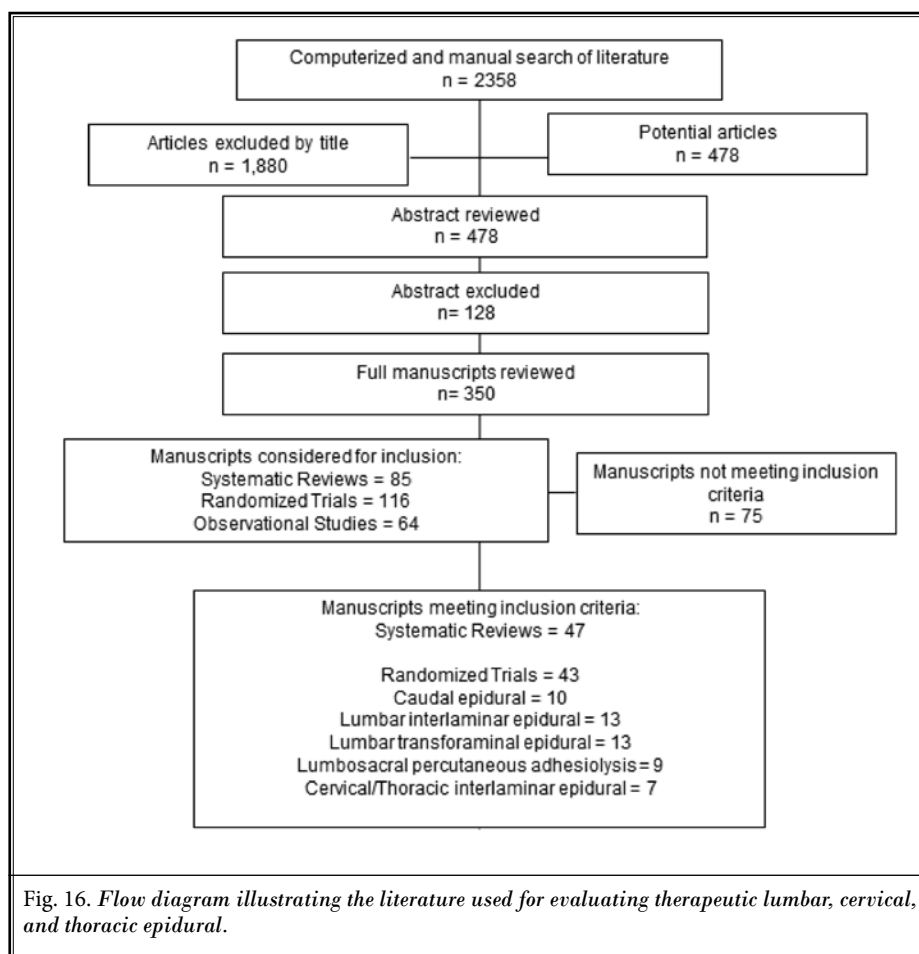 Computerized and manual search of literature
n = 2358
Articles excluded by title
n = 1,880
Potential articles
n = 478
Abstract reviewed
n = 478
Abstract excluded
n= 128
Full manuscripts reviewed
n= 350
Manuscripts considered for inclusion:
Systematic Reviews = 85
Randomized Trials = 116
Observational Studies = 64
Manuscripts not meeting inclusion
criteria
n = 75
Manuscripts meeting inclusion criteria:
Systematic Reviews = 47
Randomized Trials = 43
Caudal epidural = 10
Lumbar interlaminar epidural = 13
Lumbar transforaminal epidural = 13
Lumbosacral percutaneous adhesiolysis = 9
Cervical/Thoracic interlaminar epidural = 7
Fig. 16. Flow diagram illustrating the literature used for evaluating therapeutic lumbar, cervical,
and thoracic epidural.